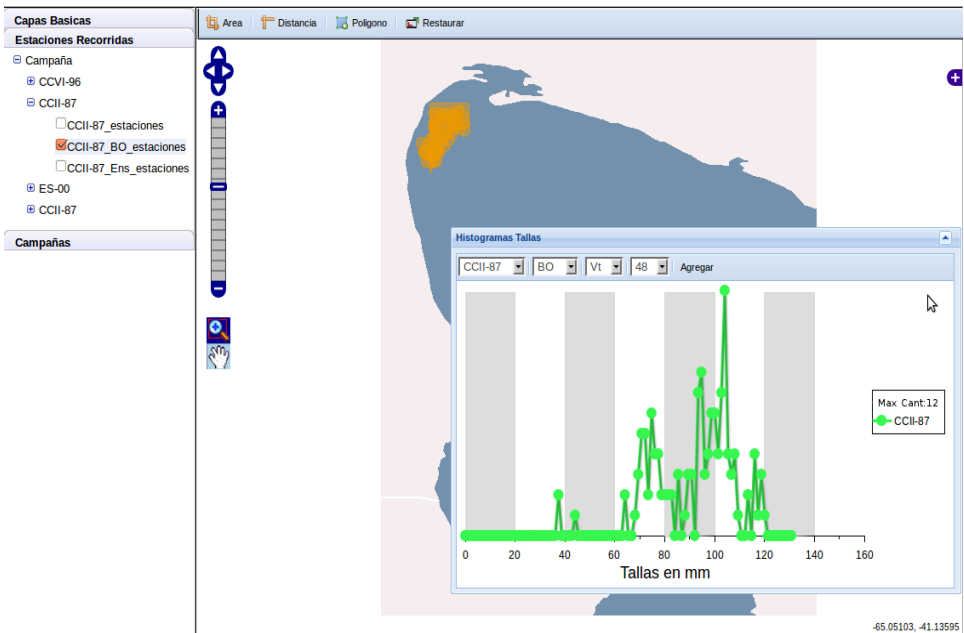 Capas Basicas
Estaciones Recorridas
Campaña
CCVI-96
CCII-87
CCII-87_estaciones
CCII-87_BO_estaciones
CCII-87_Ens_estaciones
ES-00
CCII-87
Campañas
Area Distancia Poligono Restaurar
Histogramas Tallas
CCII-87 BO Vt 48 Agregar
Max Cant:12
CCII-87
0 20 40 60 80 100 120 140 160
Tallas en mm
-65.05103, -41.13595